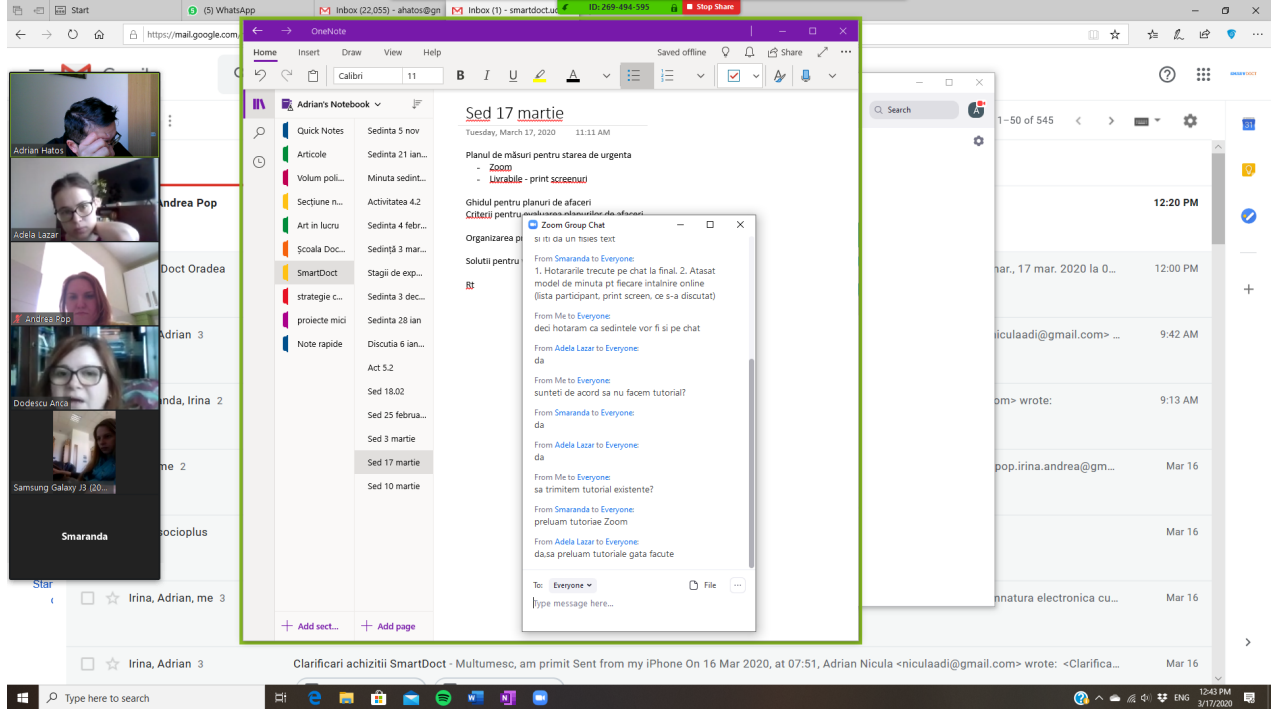 Start
(5) WhatsApp
Inbox (22,055) - ahatos@gn
Inbox (1) - smartdoct.uo
ID: 269-494-595
Stop Share
https://mail.google.com/
OneNote
Home Insert Draw View Help
Saved offline
Share
Calibri 11
B I U A
Search
A
1–50 of 545
31
Adrian's Notebook
Quick Notes
Articole
Volum poli...
Secțiune n...
Art in lucru
Școala Doc...
SmartDoct
strategie c...
proiecte mici
Note rapide
Add sect...
Sedinta 5 nov
Sedinta 21 ian...
Minuta sedint...
Activitatea 4.2
Sedinta 4 febr...
Sedință 3 mar...
Stagii de exp...
Sedinta 3 dec...
Sedinta 28 ian
Discutia 6 ian...
Act 5.2
Sed 18.02
Sed 25 februa...
Sed 3 martie
Sed 17 martie
Sed 10 martie
Add page
Sed 17 martie
Tuesday, March 17, 2020 11:11 AM
Planul de măsuri pentru starea de urgenta
- Zoom
- Livrabile - print screenuri
Ghidul pentru planuri de afaceri
Criterii pentru evaluarea planurilor de afaceri
Organizarea p
Solutii pentru
Rt
Zoom Group Chat
si iti da un fisies text
From Smaranda to Everyone:
1. Hotararile trecute pe chat la final. 2. Atasat
model de minuta pt fiecare intalnire online
(lista participant, print screen, ce s-a discutat)
From Me to Everyone:
deci hotaram ca sedintele vor fi si pe chat
From Adela Lazar to Everyone:
da
From Me to Everyone:
sunteti de acord sa nu facem tutorial?
From Smaranda to Everyone:
da
From Adela Lazar to Everyone:
da
From Me to Everyone:
sa trimitem tutorial existente?
From Smaranda to Everyone:
preluam tutoriae Zoom
From Adela Lazar to Everyone:
da,sa preluam tutoriale gata facute
To: Everyone
File
Type message here...
Adrian Hatos
Adela Lazar
Andrea Pop
Dodescu Anca
Samsung Galaxy J3 (20...
Smaranda
Andrea Pop 12:20 PM
Doct Oradea mar., 17 mar. 2020 la 0... 12:00 PM
Adrian 3 niculaadi@gmail.com> ... 9:42 AM
nda, Irina 2 om> wrote: 9:13 AM
me 2 pop.irina.andrea@gm... Mar 16
socioplus Mar 16
Star
Irina, Adrian, me 3 mnatura electronica cu... Mar 16
Irina, Adrian 3 Clarificari achizitii SmartDoct - Multumesc, am primit Sent from my iPhone On 16 Mar 2020, at 07:51, Adrian Nicula <niculaadi@gmail.com> wrote: <Clarifica... Mar 16
Type here to search
ENG
12:43 PM
3/17/2020